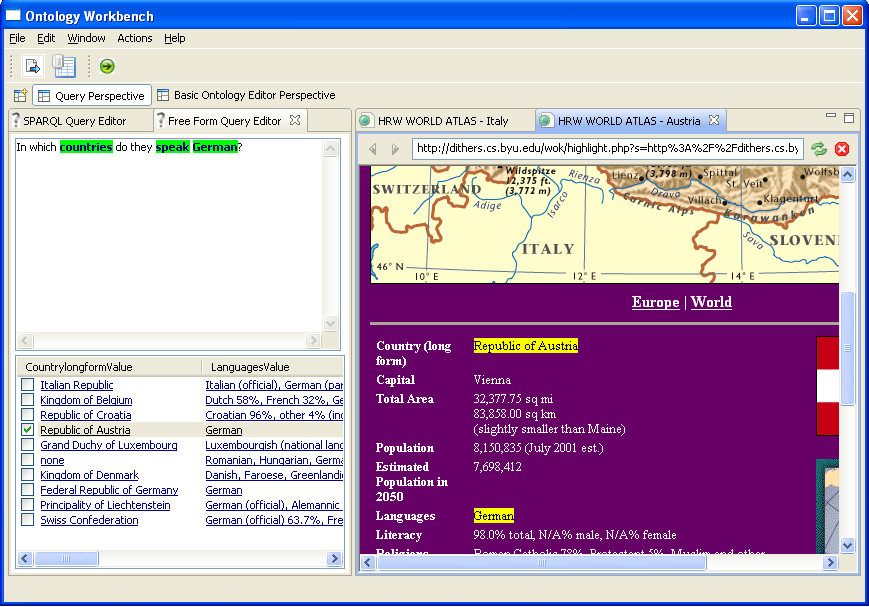 Ontology Workbench
File Edit Window Actions Help
Query Perspective Basic Ontology Editor Perspective
SPARQL Query Editor Free Form Query Editor
In which countries do they speak German?
CountrylongformValue LanguagesValue
Italian Republic Italian (official), German (par
Kingdom of Belgium Dutch 58%, French 32%, Ge
Republic of Croatia Croatian 96%, other 4% (inc
Republic of Austria German
Grand Duchy of Luxembourg Luxembourgish (national lang
none Romanian, Hungarian, Germa
Kingdom of Denmark Danish, Faroese, Greenlandic
Federal Republic of Germany German
Principality of Liechtenstein German (official), Alemannic
Swiss Confederation German (official) 63.7%, Fre
HRW WORLD ATLAS - Italy HRW WORLD ATLAS - Austria
http://dithers.cs.byu.edu/wok/highlight.php?s=http%3A%2F%2Fdithers.cs.by
Wildspitze
12,375 ft.
(3,772 m)
Rienza
Lienz
(3,798 m)
Spittal
St. Veit
Wolfsb
SWITZERLAND
Adige
Isarco
Dravo
Villach
Klagenfurt
Carnic Alps
Karawanken
ITALY
Sava
SLOVEN
46° N
10° E
12° E
14° E
Europe | World
Country (long form) Republic of Austria
Capital Vienna
Total Area 32,377.75 sq mi
83,858.00 sq km
(slightly smaller than Maine)
Population 8,150,835 (July 2001 est.)
Estimated Population in 2050 7,698,412
Languages German
Literacy 98.0% total, N/A% male, N/A% female
Religions Roman Catholic 78%, Protestant 5%, Muslim and other